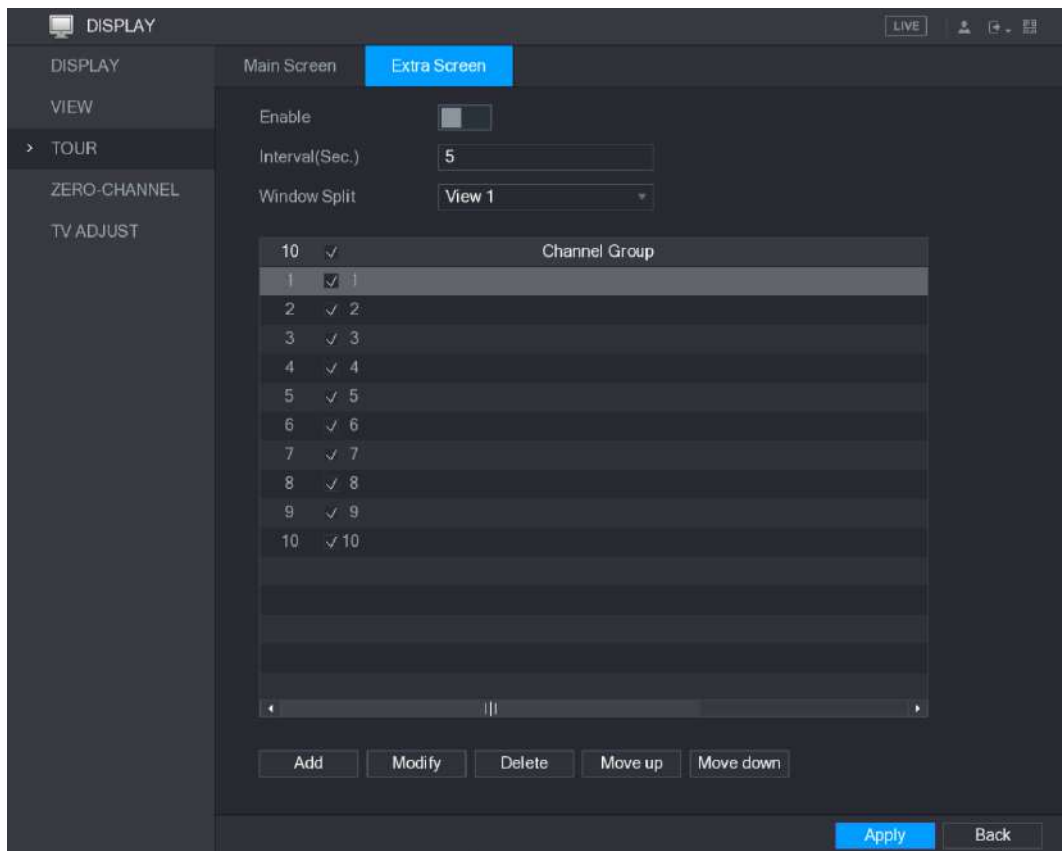 DISPLAY
LIVE
DISPLAY
VIEW
> TOUR
ZERO-CHANNEL
TV ADJUST
Main Screen Extra Screen
Enable
Interval(Sec.) 5
Window Split View 1
10 Channel Group
1 1
2 2
3 3
4 4
5 5
6 6
7 7
8 8
9 9
10 10
Add Modify Delete Move up Move down
Apply Back